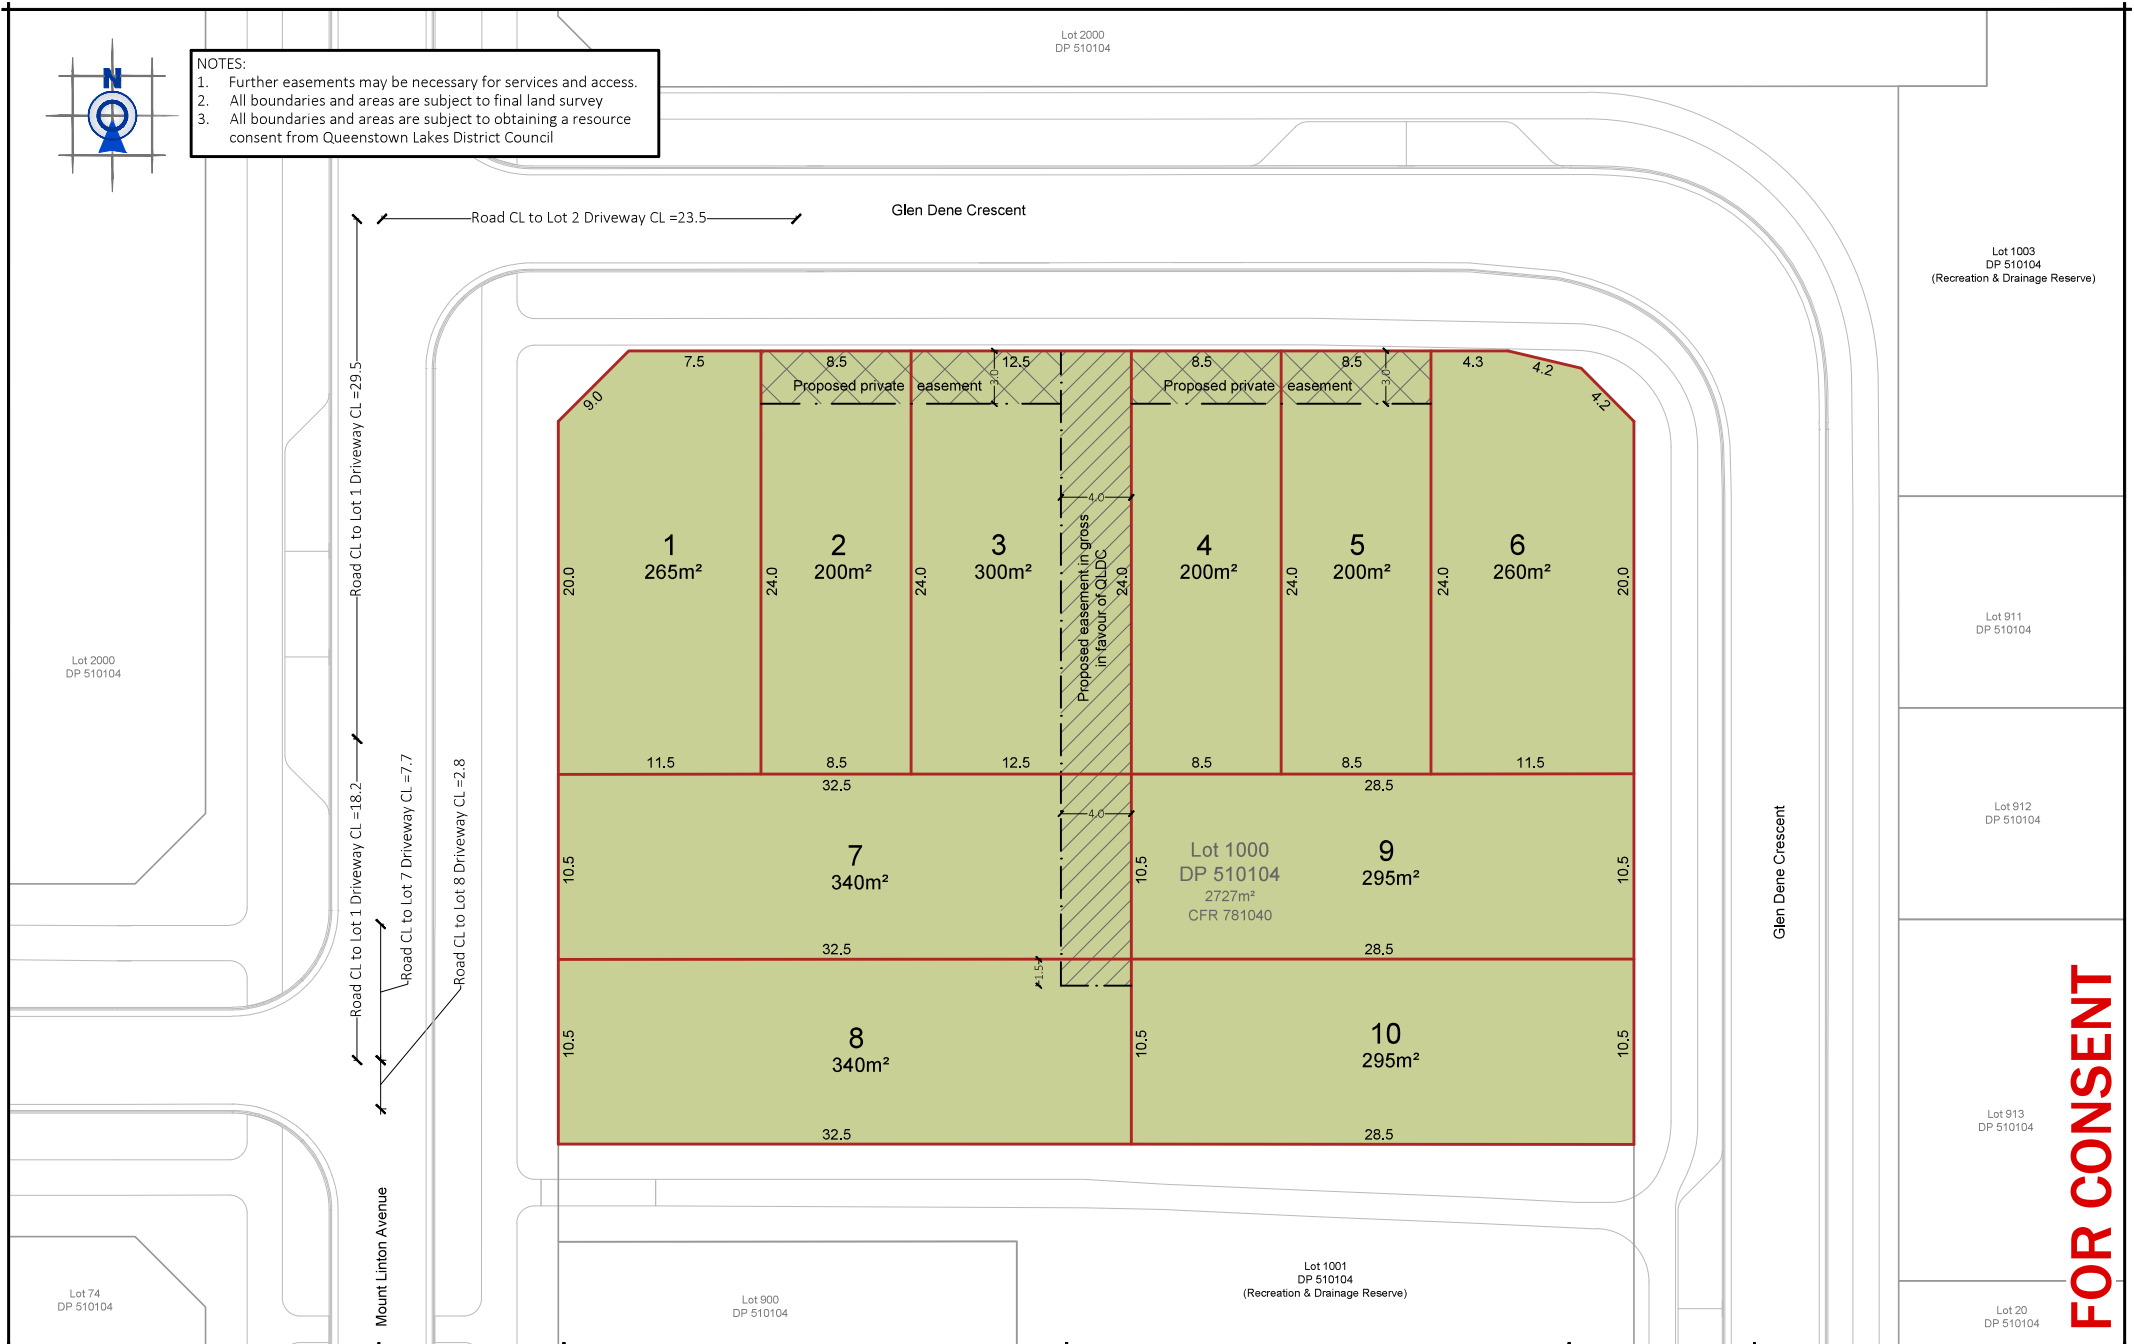 Lot 2000
DP 510104
N
NOTES:
1. Further easements may be necessary for services and access.
2. All boundaries and areas are subject to final land survey
3. All boundaries and areas are subject to obtaining a resource
consent from Queenstown Lakes District Council
Road CL to Lot 2 Driveway CL =23.5
Glen Dene Crescent
Lot 1003
DP 510104
(Recreation & Drainage Reserve)
Road CL to Lot 1 Driveway CL =29.5
7.5
8.5
12.5
8.5
8.5
4.3
4.2
4.2
9.0
3.0
3.0
Proposed private easement
Proposed private easement
4.0
Proposed easement in gross
in favour of QLDC
1
265m²
2
200m²
3
300m²
4
200m²
5
200m²
6
260m²
20.0
24.0
24.0
24.0
24.0
24.0
20.0
Lot 911
DP 510104
Lot 2000
DP 510104
11.5
8.5
12.5
8.5
8.5
11.5
32.5
28.5
4.0
Road CL to Lot 1 Driveway CL =18.2
Road CL to Lot 7 Driveway CL =7.7
Road CL to Lot 8 Driveway CL =2.8
Lot 912
DP 510104
Glen Dene Crescent
10.5
7
340m²
10.5
Lot 1000
DP 510104
2727m²
CFR 781040
9
295m²
10.5
32.5
28.5
1.5
10.5
8
340m²
10.5
10
295m²
10.5
32.5
28.5
Lot 913
DP 510104
FOR CONSENT
Mount Linton Avenue
Lot 74
DP 510104
Lot 900
DP 510104
Lot 1001
DP 510104
(Recreation & Drainage Reserve)
Lot 20
DP 510104